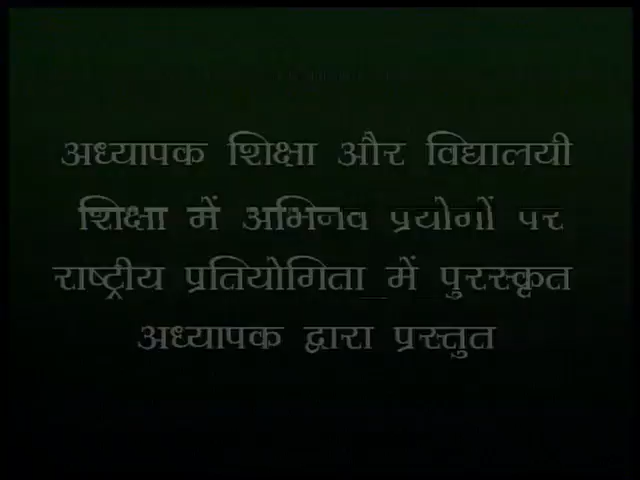 अध्यापक शिक्षा और विद्यालयी
शिक्षा में अभिनव प्रयोगों पर
राष्ट्रीय प्रतियोगिता में पुरस्कृत
अध्यापक द्वारा प्रस्तुत